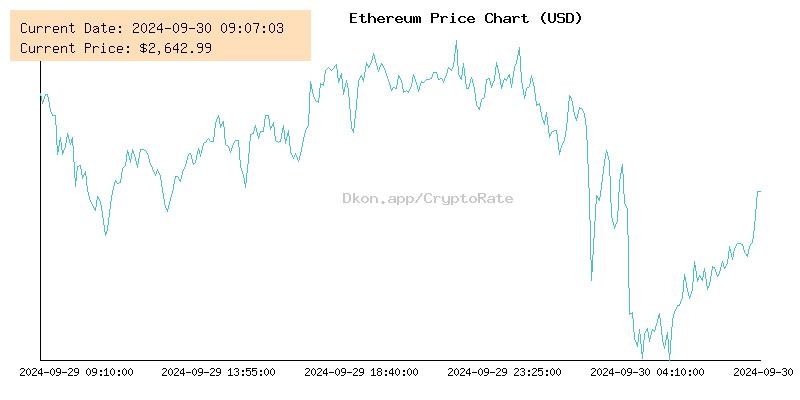 Ethereum Price Chart (USD)
Current Date: 2024-09-30 09:07:03
Current Price: $2,642.99
Dkon.app/CryptoRate
2024-09-29 09:10:00
2024-09-29 13:55:00
2024-09-29 18:40:00
2024-09-29 23:25:00
2024-09-30 04:10:00
2024-09-30